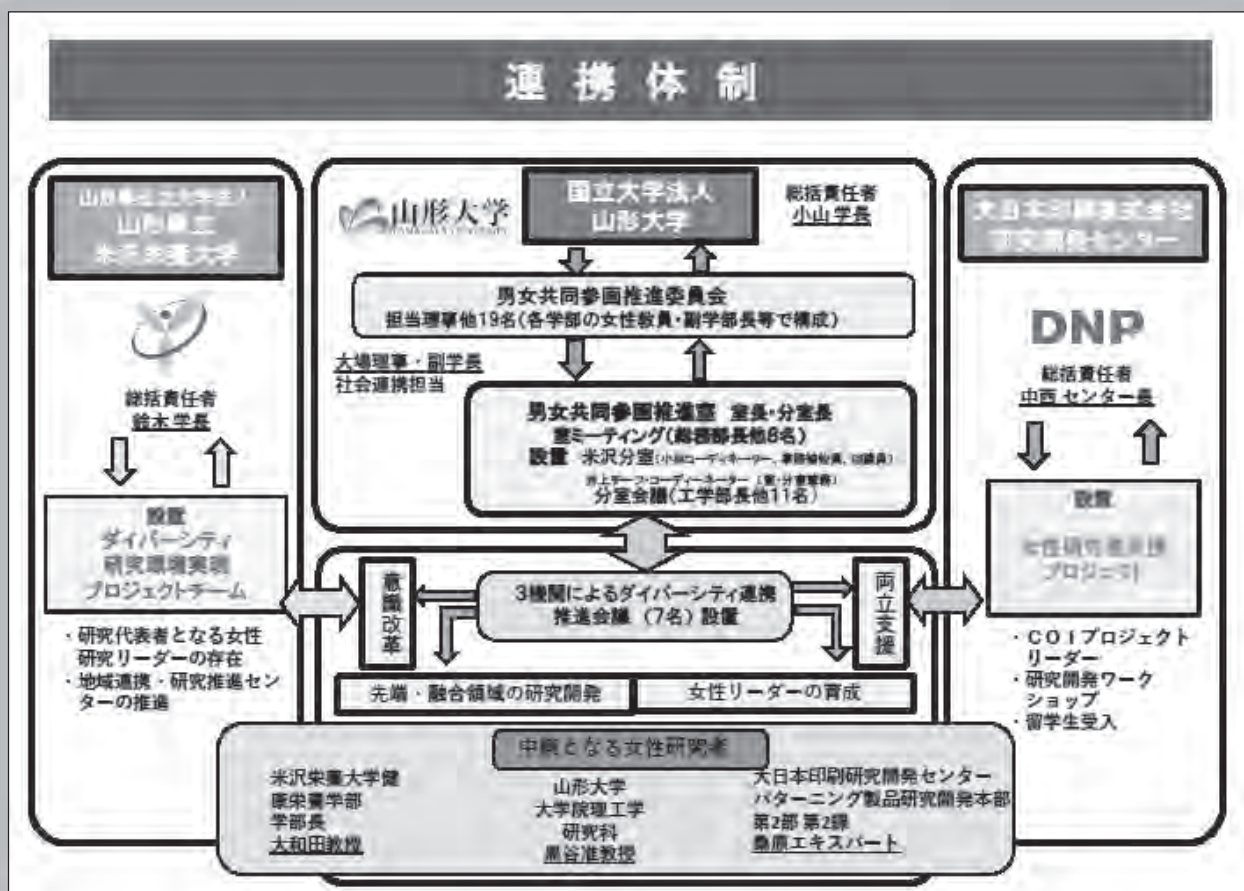 連携体制
山形県公立大学法人
山形県立
米沢栄養大学
総括責任者
鈴木 学長
設置
ダイバーシティ
研究環境実現
プロジェクトチーム
・研究代表者となる女性
研究リーダーの存在
・地域連携・研究推進セン
ターの推進
山形大学
国立大学法人
山形大学
総括責任者
小山 学長
男女共同参画推進委員会
担当理事他19名(各学部の女性教員・副学部長等で構成)
大場理事・副学長
社会連携担当
男女共同参画推進室 室長・分室長
室ミーティング(総務部長他8名)
設置 米沢分室
分室会議(工学部長他11名)
3機関によるダイバーシティ連携
推進会議 (7名) 設置
意識改革
両立支援
先端・融合領域の研究開発
女性リーダーの育成
大日本印刷株式会社
研究開発センター
DNP
総括責任者
中西 センター長
設置
女性研究者支援
プロジェクト
・COIプロジェクト
リーダー
・研究開発ワーク
ショップ
・留学生受入
中核となる女性研究者
米沢栄養大学健
康栄養学部
学部長
大和田教授
山形大学
大学院理工学
研究科
黒谷准教授
大日本印刷研究開発センター
パターニング製品研究開発本部
第2部 第2課
桑原エキスパート